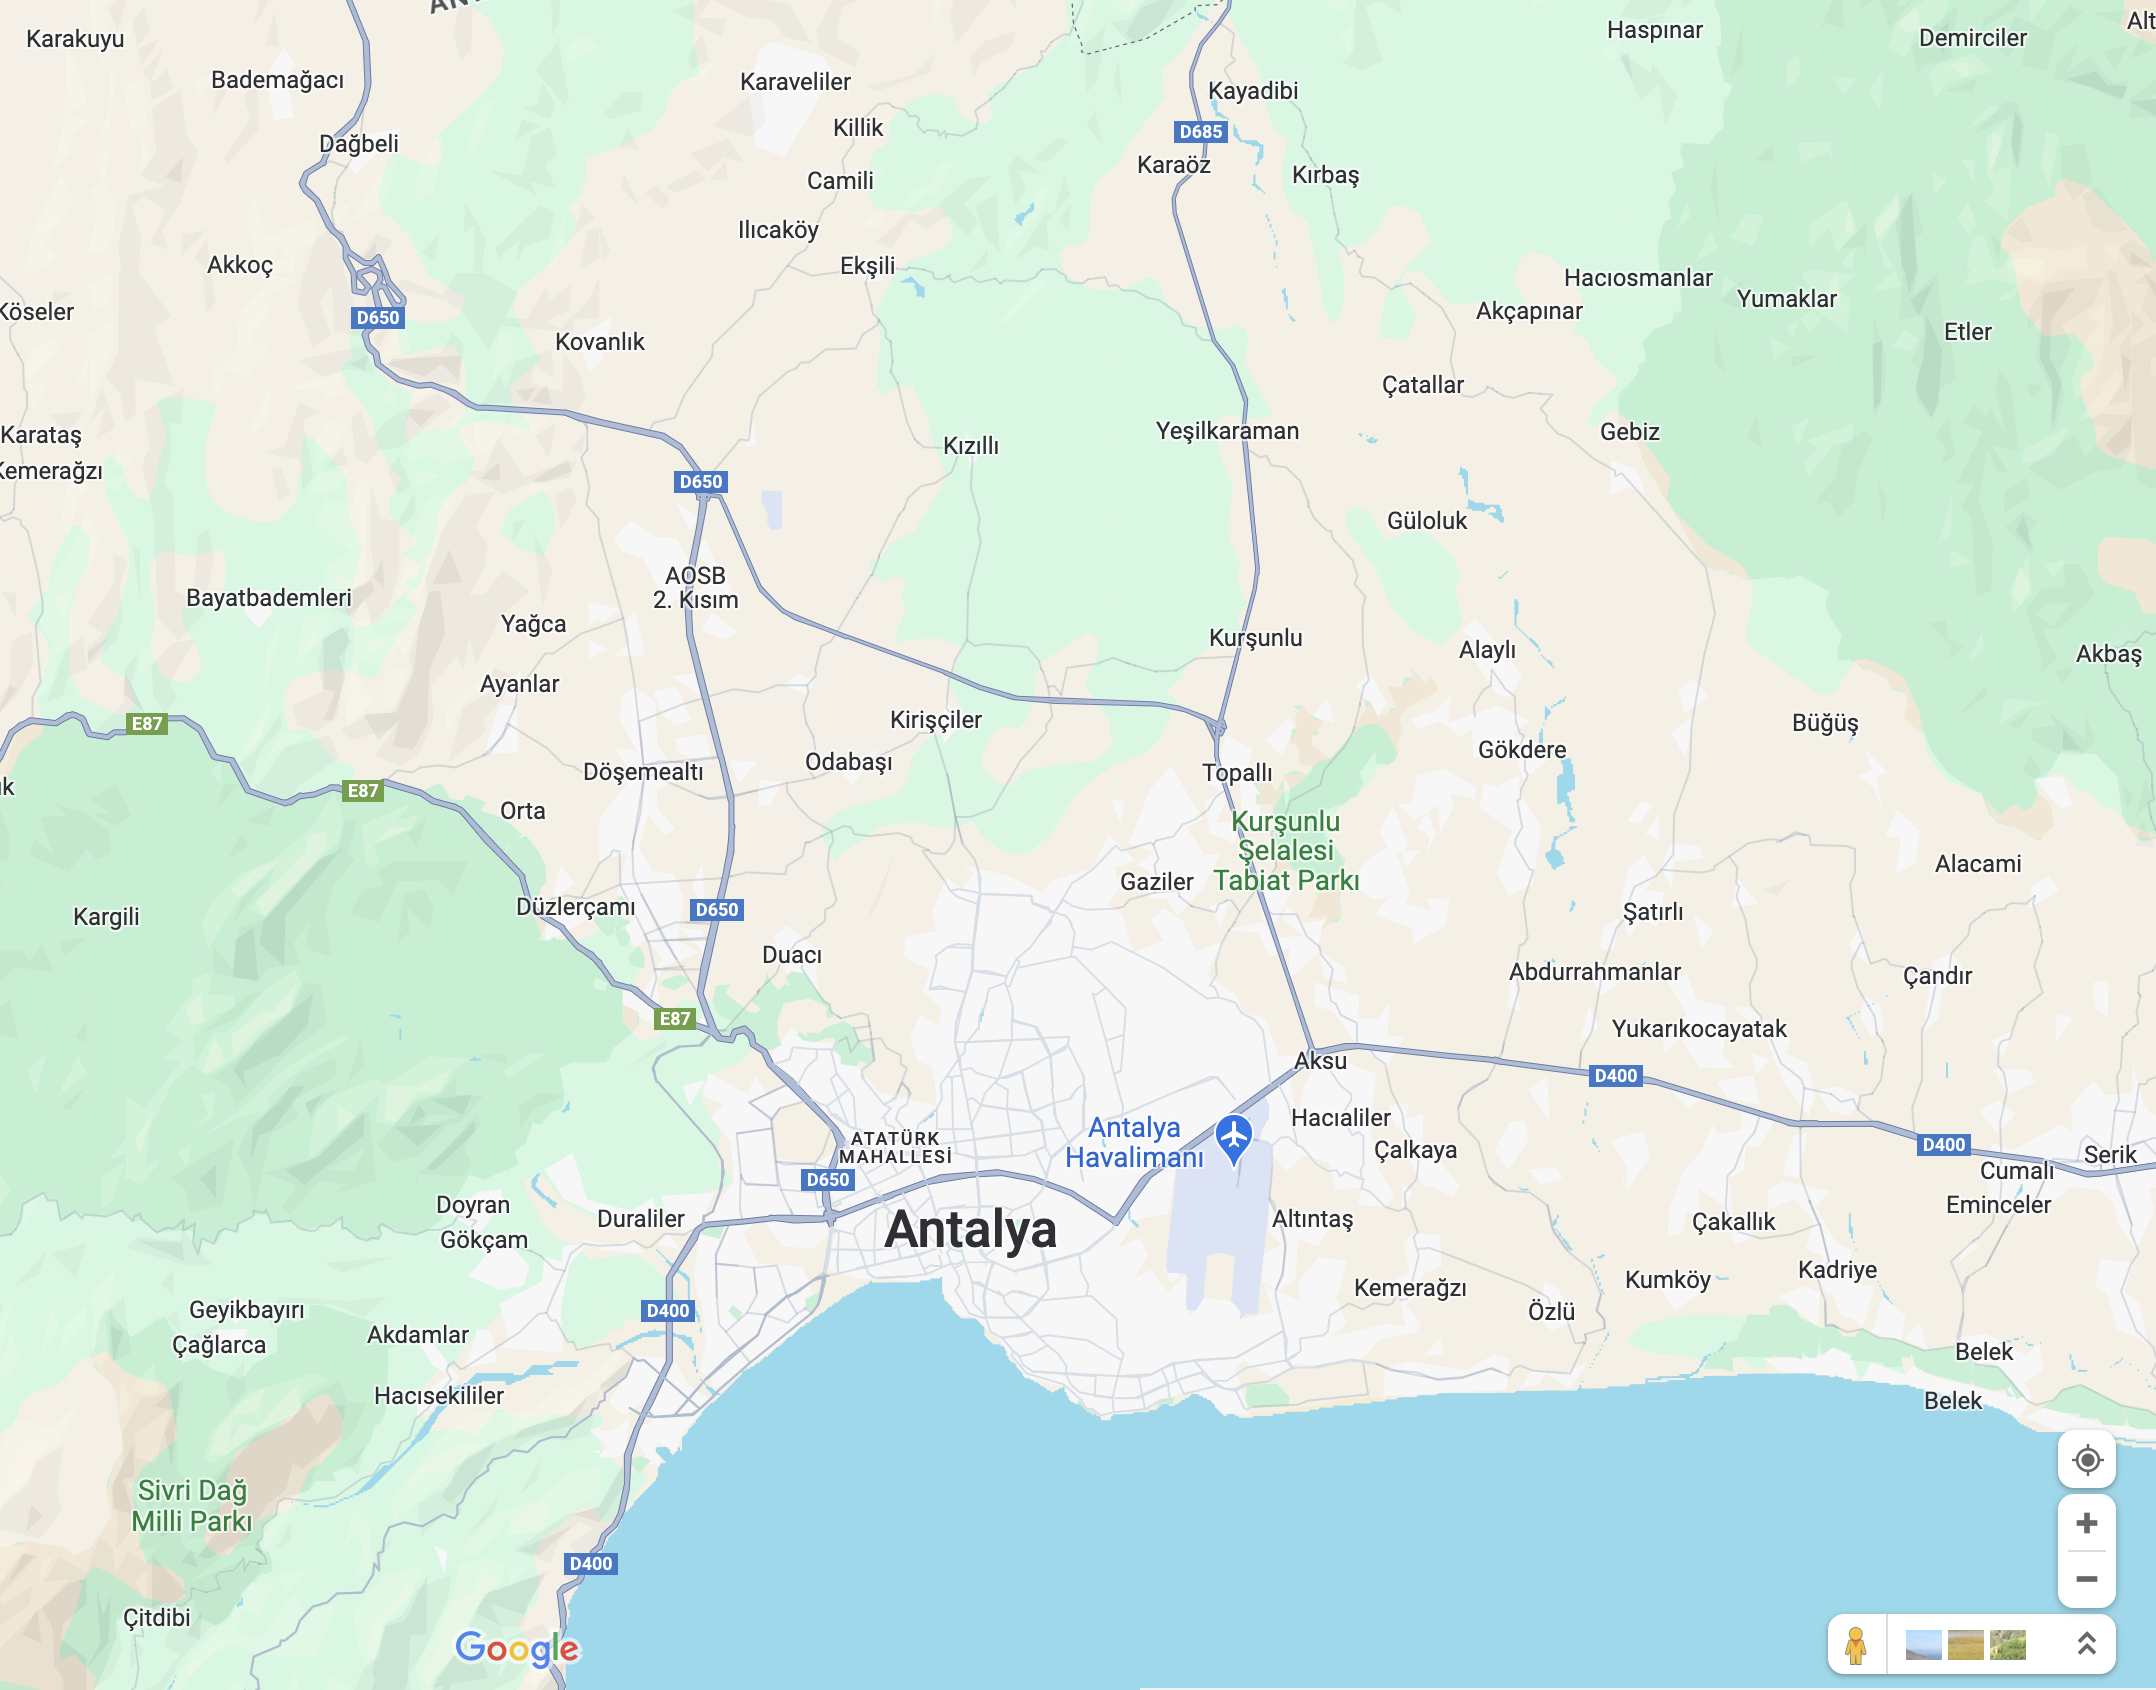 Karakuyu
Haspınar
Demirciler
Bademağacı
Karaveliler
Kayadibi
Killik
D685
Dağbeli
Karaöz
Kırbaş
Camili
Ilıcaköy
Akkoç
Ekşili
Hacıosmanlar
Yumaklar
Köseler
Akçapınar
D650
Etler
Kovanlık
Çatallar
Karataş
Yeşilkaraman
Gebiz
Kızıllı
Kemerağzı
D650
Güloluk
AOSB
2. Kısım
Bayatbademleri
Yağca
Kurşunlu
Alaylı
Akbaş
Ayanlar
E87
Kirişçiler
Büğüş
Gökdere
Odabaşı
Döşemealtı
Topallı
E87
Orta
Kurşunlu
Şelalesi
Tabiat Parkı
Alacami
Gaziler
Düzlerçamı
D650
Kargili
Şatırlı
Duacı
Abdurrahmanlar
Çandır
E87
Yukarıkocayatak
Aksu
D400
Hacıaliler
Antalya
Havalimanı
ATATÜRK
MAHALLESİ
Çalkaya
D400
Serik
Cumalı
D650
Doyran
Eminceler
Duraliler
Antalya
Altıntaş
Çakallık
Gökçam
Kadriye
Kumköy
Kemerağzı
Geyikbayırı
D400
Özlü
Akdamlar
Çağlarca
Belek
Hacısekililer
Belek
Sivri Dağ
Milli Parkı
D400
Çitdibi
Google